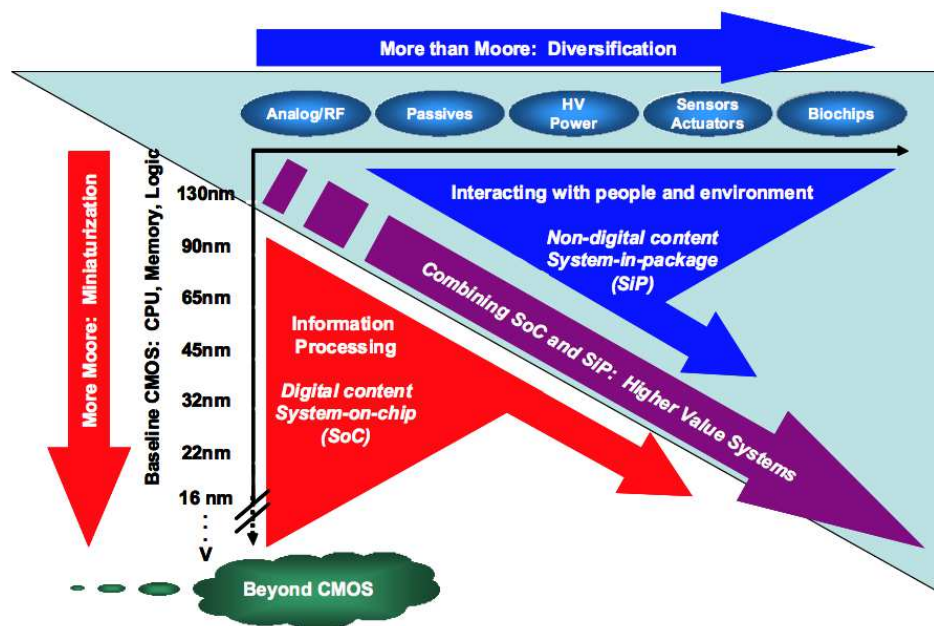 More than Moore: Diversification
Analog/RF
Passives
HV
Power
Sensors
Actuators
Biochips
More Moore: Miniaturization
Baseline CMOS: CPU, Memory, Logic
130nm
90nm
65nm
45nm
32nm
22nm
16 nm
V
Interacting with people and environment
Non-digital content
System-in-package
(SiP)
Combining SoC and SiP: Higher Value Systems
Information
Processing
Digital content
System-on-chip
(SoC)
Beyond CMOS